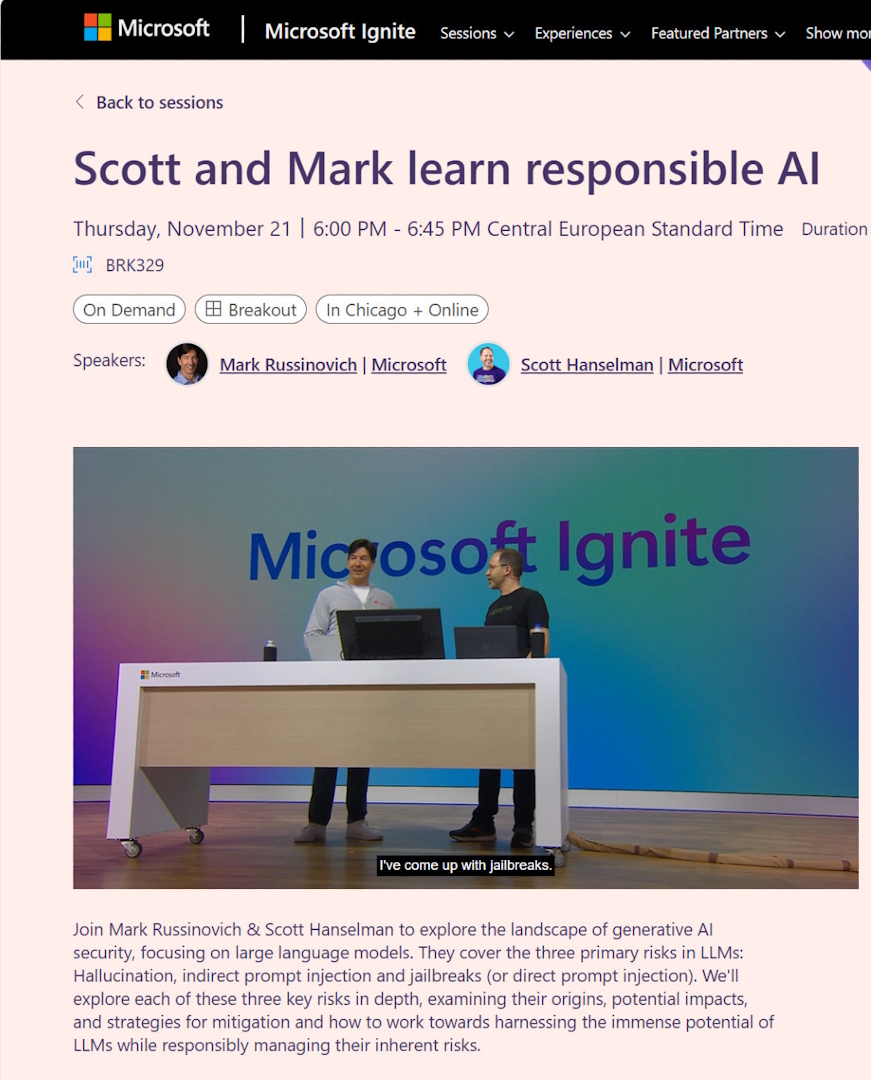 Microsoft | Microsoft Ignite Sessions Experiences Featured Partners Show mor
Back to sessions
Scott and Mark learn responsible AI
Thursday, November 21 | 6:00 PM - 6:45 PM Central European Standard Time Duration
BRK329
On Demand Breakout In Chicago + Online
Speakers: Mark Russinovich | Microsoft Scott Hanselman | Microsoft
Microsoft Ignite
Microsoft
I've come up with jailbreaks.
Join Mark Russinovich & Scott Hanselman to explore the landscape of generative AI
security, focusing on large language models. They cover the three primary risks in LLMs:
Hallucination, indirect prompt injection and jailbreaks (or direct prompt injection). We'll
explore each of these three key risks in depth, examining their origins, potential impacts,
and strategies for mitigation and how to work towards harnessing the immense potential of
LLMs while responsibly managing their inherent risks.